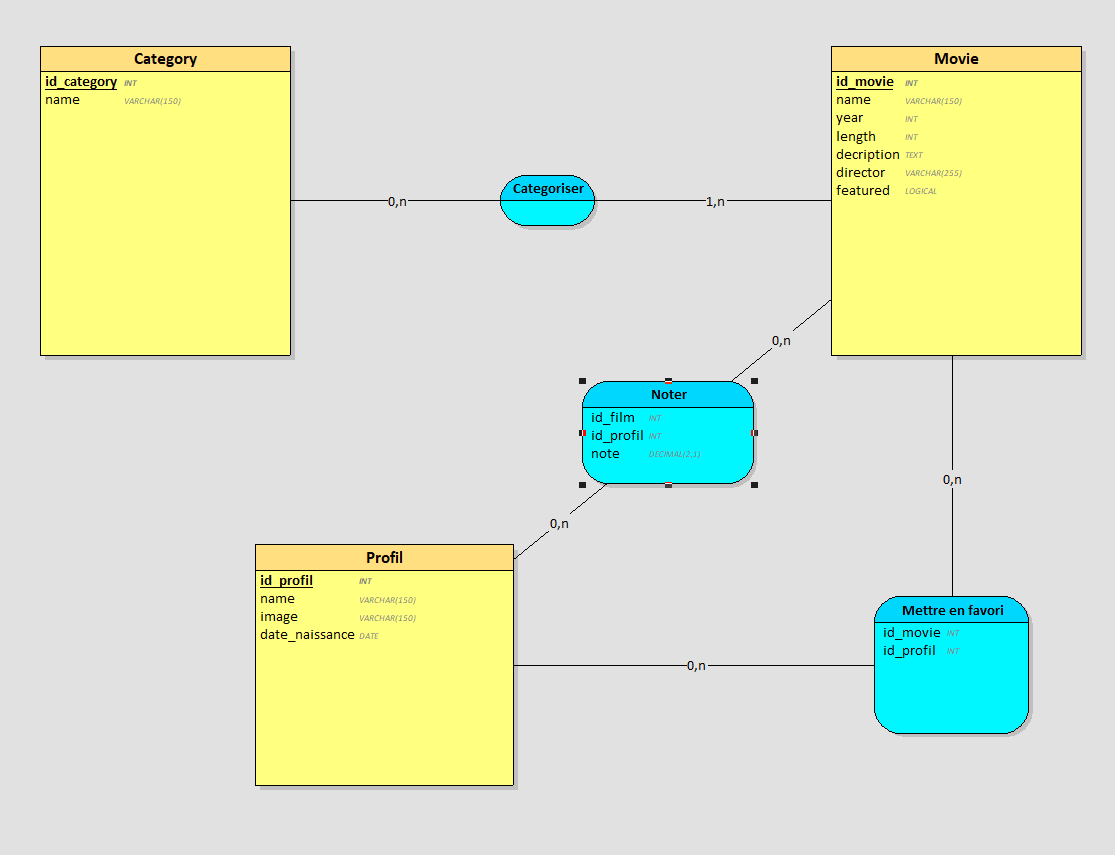 Category
id_category INT
name VARCHAR(150)
Movie
id_movie INT
name VARCHAR(150)
year INT
length INT
decription TEXT
director VARCHAR(255)
featured LOGICAL
0,n
Categoriser
1,n
0,n
Noter
id_film INT
id_profil INT
note DECIMAL(2,1)
0,n
0,n
Profil
id_profil INT
name VARCHAR(150)
image VARCHAR(150)
date_naissance DATE
0,n
Mettre en favori
id_movie INT
id_profil INT